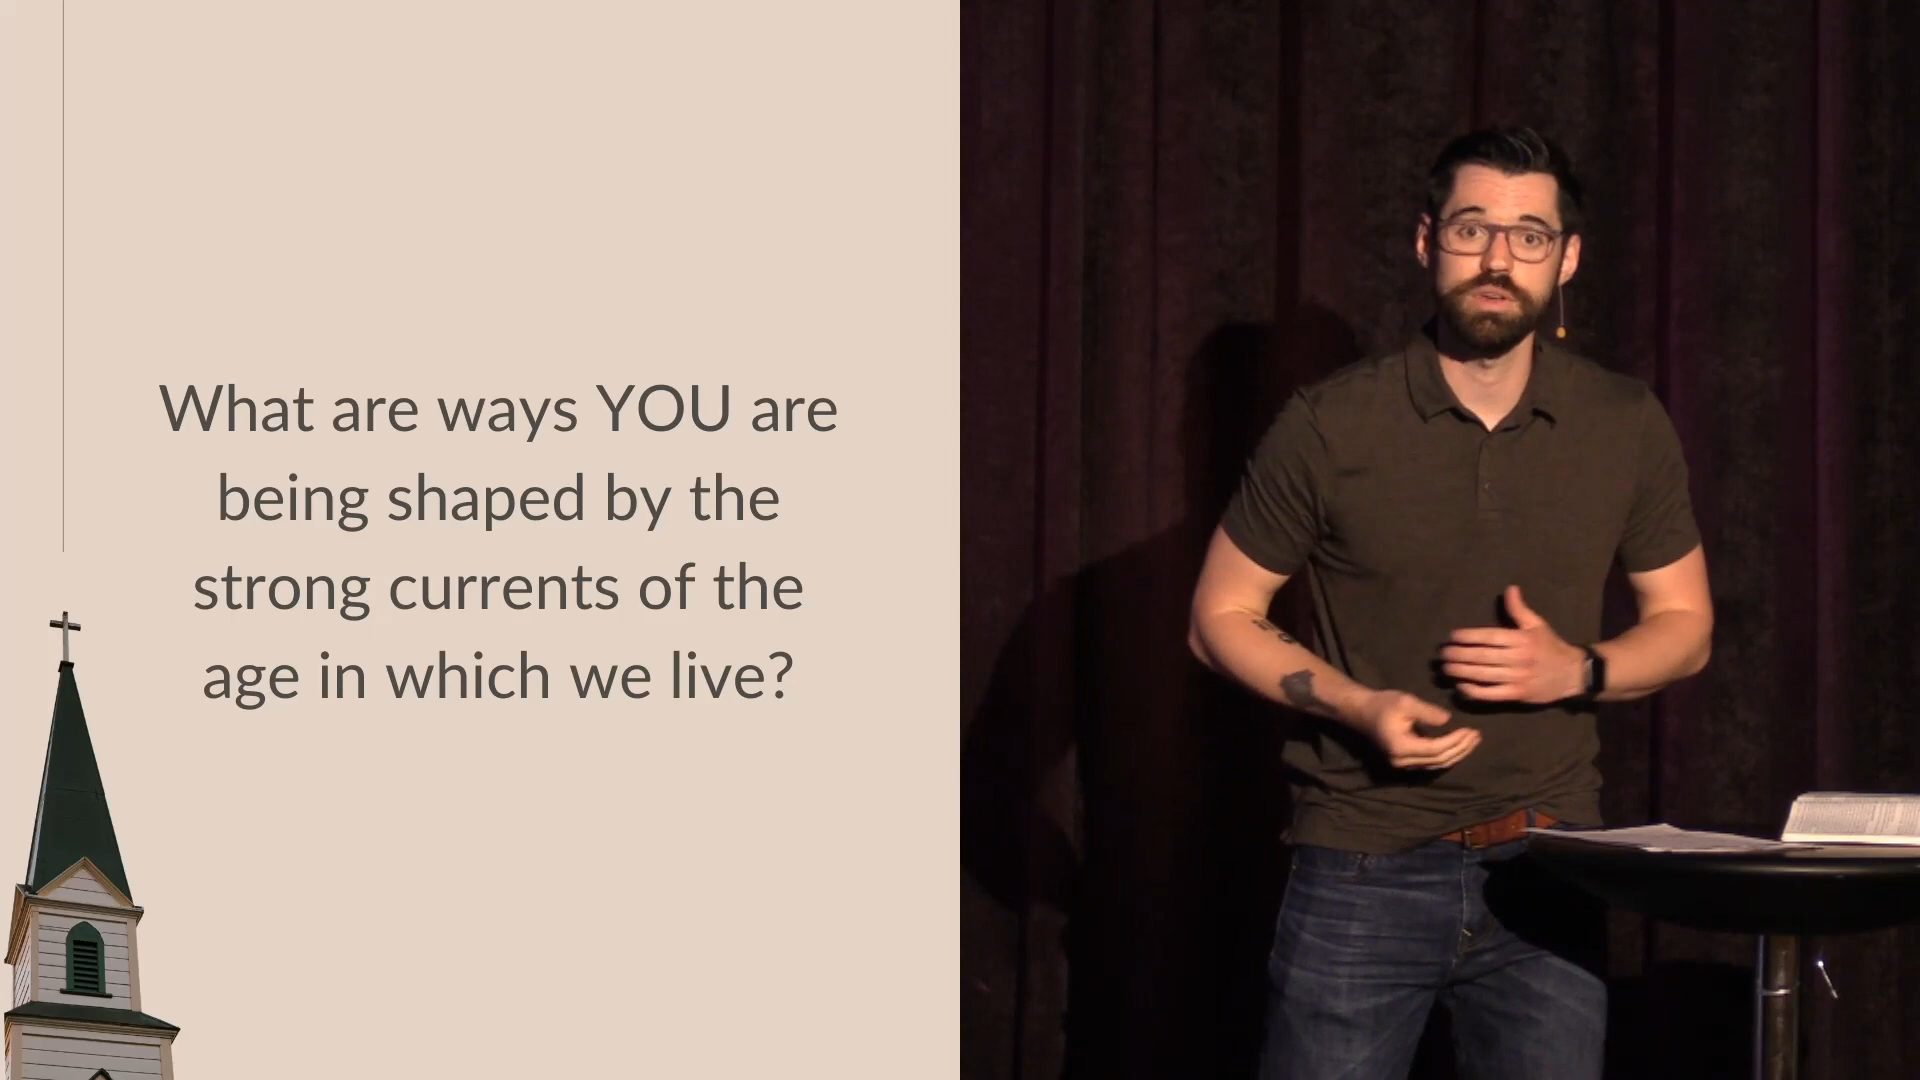 What are ways YOU are
being shaped by the
strong currents of the
age in which we live?